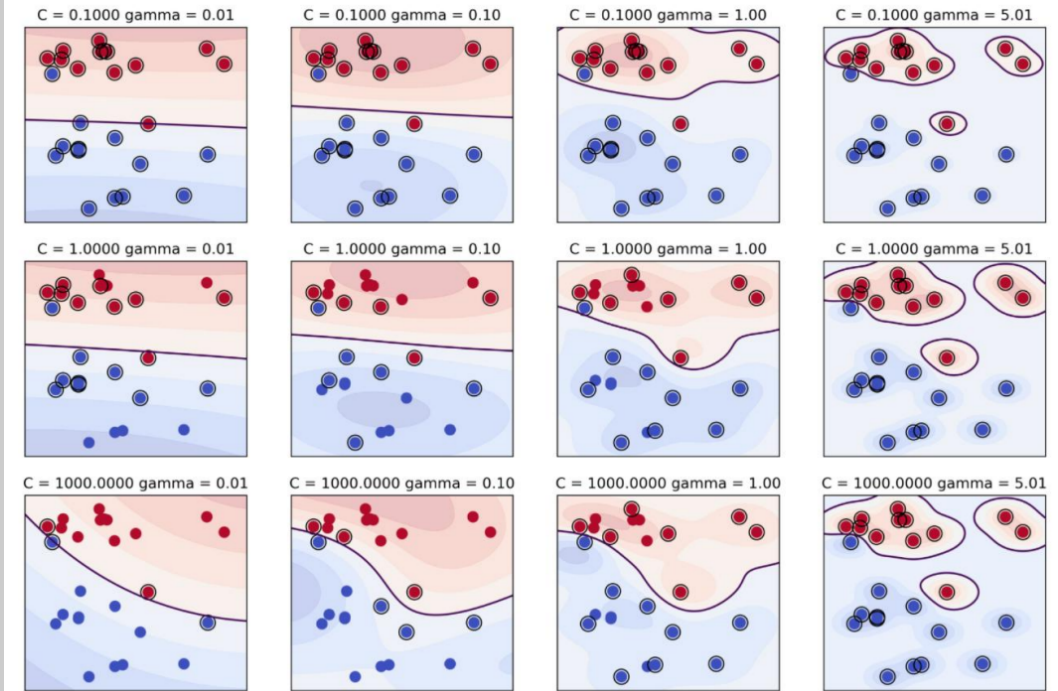 C = 0.1000 gamma = 0.01
C = 0.1000 gamma = 0.10
C = 0.1000 gamma = 1.00
C = 0.1000 gamma = 5.01
C = 1.0000 gamma = 0.01
C = 1.0000 gamma = 0.10
C = 1.0000 gamma = 1.00
C = 1.0000 gamma = 5.01
C = 1000.0000 gamma = 0.01
C = 1000.0000 gamma = 0.10
C = 1000.0000 gamma = 1.00
C = 1000.0000 gamma = 5.01